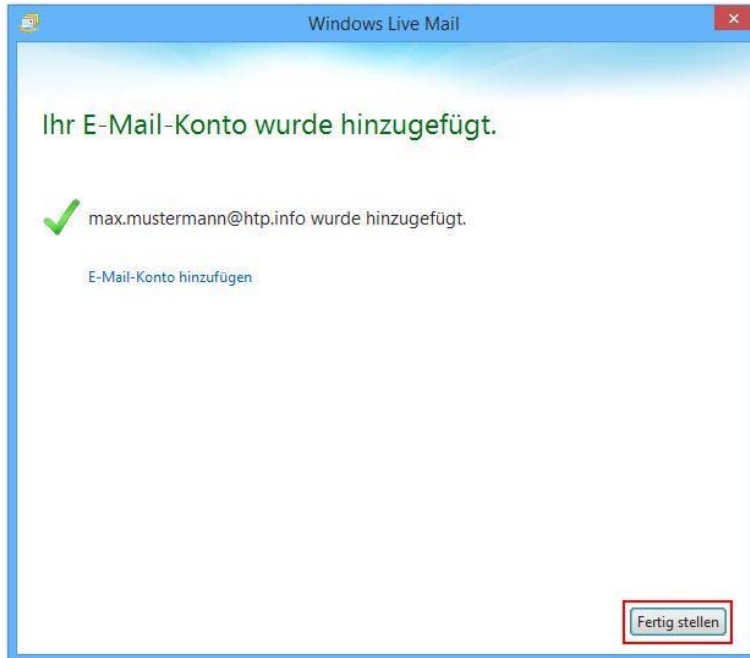 Windows Live Mail
Ihr E-Mail-Konto wurde hinzugefügt.
max.mustermann@htp.info wurde hinzugefügt.
E-Mail-Konto hinzufügen
Fertig stellen